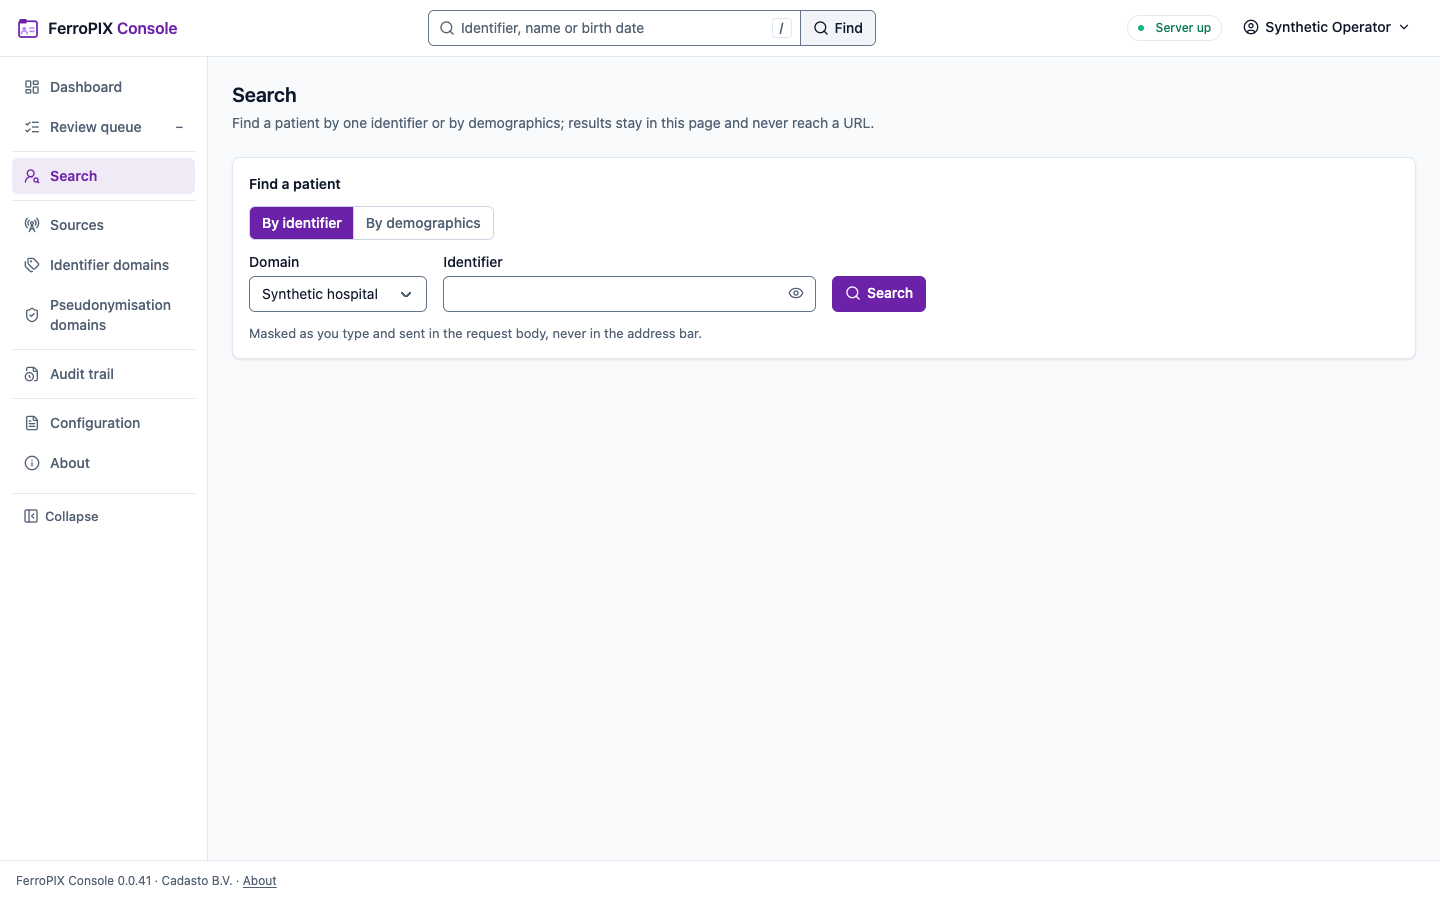 FerroPIX Console
Identifier, name or birth date
/
Find
Server up
Synthetic Operator
Dashboard
Review queue –
Search
Sources
Identifier domains
Pseudonymisation
domains
Audit trail
Configuration
About
Collapse
Search
Find a patient by one identifier or by demographics; results stay in this page and never reach a URL.
Find a patient
By identifier
By demographics
Domain
Identifier
Synthetic hospital
Search
Masked as you type and sent in the request body, never in the address bar.
FerroPIX Console 0.0.41 · Cadasto B.V. · About